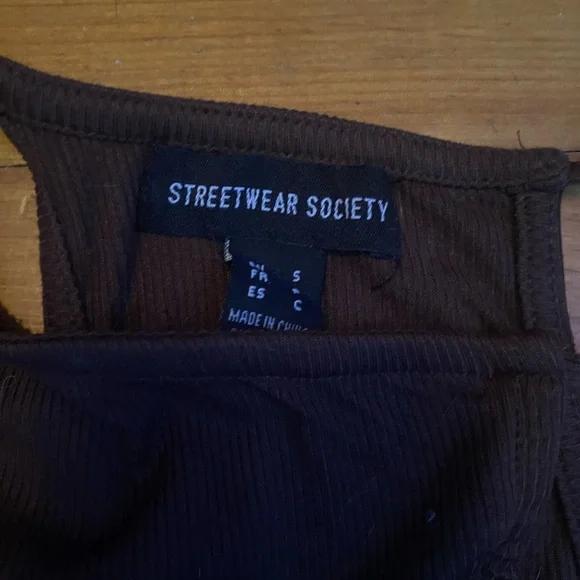 STREETWEAR SOCIETY
FR S
ES C
MADE IN